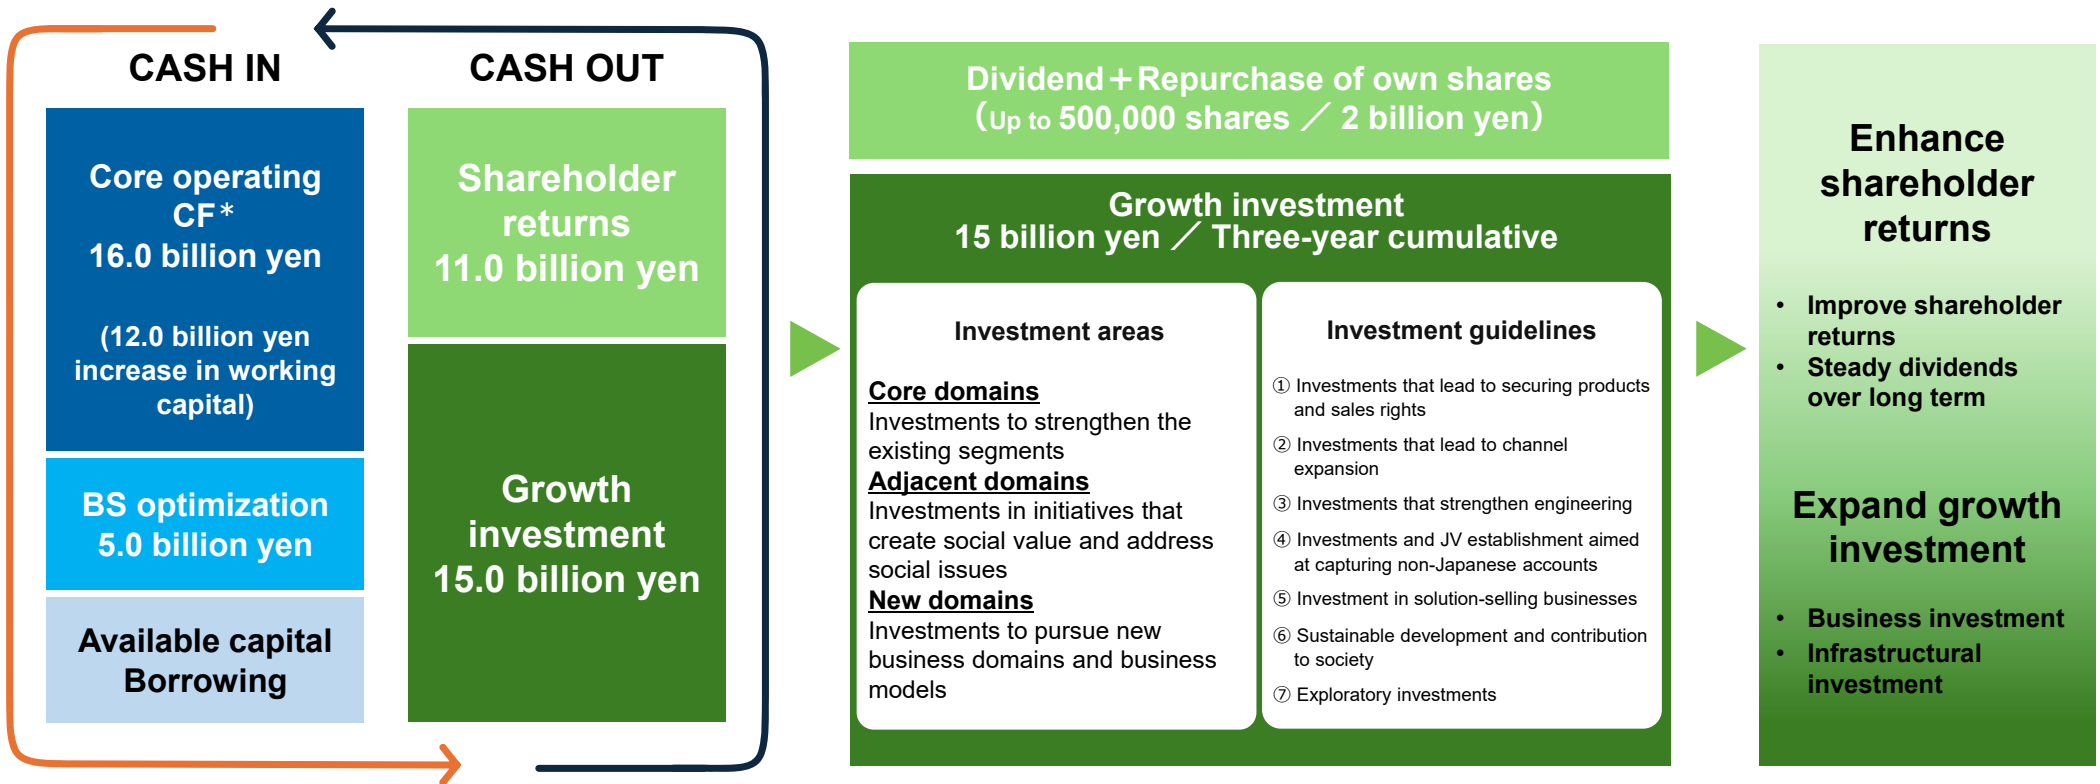 CASH IN
Core operating
CF*
16.0 billion yen
(12.0 billion yen
increase in working
capital)
BS optimization
5.0 billion yen
Available capital
Borrowing
CASH OUT
Shareholder
returns
11.0 billion yen
Growth
investment
15.0 billion yen
Dividend＋Repurchase of own shares
（Up to 500,000 shares ／ 2 billion yen）
Growth investment
15 billion yen ／ Three-year cumulative
Investment areas
Core domains
Investments to strengthen the
existing segments
Adjacent domains
Investments in initiatives that
create social value and address
social issues
New domains
Investments to pursue new
business domains and business
models
Investment guidelines
① Investments that lead to securing products
and sales rights
② Investments that lead to channel
expansion
③ Investments that strengthen engineering
④ Investments and JV establishment aimed
at capturing non-Japanese accounts
⑤ Investment in solution-selling businesses
⑥ Sustainable development and contribution
to society
⑦ Exploratory investments
Enhance
shareholder
returns
• Improve shareholder
returns
• Steady dividends
over long term
Expand growth
investment
• Business investment
• Infrastructural
investment